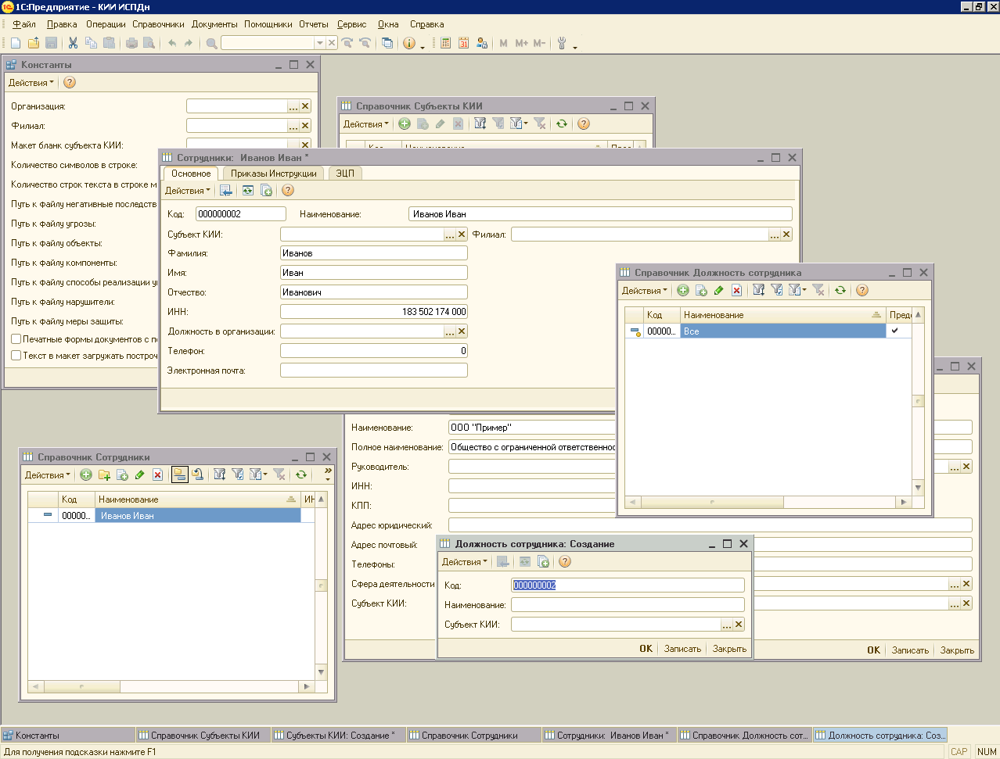 1С:Предприятие - КИИ ИСПДн
Файл Правка Операции Справочники Документы Помощники Отчеты Сервис Окна Справка
M M+ M-
Константы
Действия
Организация:
Филиал:
Макет бланк субъекта КИИ:
Количество символов в строке:
Количество строк текста в строке м
Путь к файлу негативные последств
Путь к файлу угрозы:
Путь к файлу объекты:
Путь к файлу компоненты:
Путь к файлу способы реализации у
Путь к файлу нарушители:
Путь к файлу меры защиты:
Печатные формы документов с п
Текст в макет загружать построч
Справочник Субъекты КИИ
Действия
Код Наименование Пред
Сотрудники: Иванов Иван *
Основное Приказы Инструкции ЭЦП
Действия
Код: 000000002 Наименование: Иванов Иван
Субъект КИИ: Филиал:
Фамилия: Иванов
Имя: Иван
Отчество: Иванович
ИНН: 183 502 174 000
Должность в организации:
Телефон: 0
Электронная почта:
Справочник Должность сотрудника
Действия
Код Наименование Пред
00000... Все
Наименование: ООО "Пример"
Полное наименование: Общество с ограниченной ответственнос
Руководитель:
ИНН:
КПП:
Адрес юридический:
Адрес почтовый:
Телефоны:
Сфера деятельности
Субъект КИИ:
OK Записать Закрыть
Справочник Сотрудники
Действия
Код Наименование ИН
00000... Иванов Иван
Должность сотрудника: Создание
Действия
Код: 000000002
Наименование:
Субъект КИИ:
OK Записать Закрыть
Константы Справочник Субъекты КИИ Субъекты КИИ: Создание * Справочник Сотрудники Сотрудники: Иванов Иван * Справочник Должность сот... Должность сотрудника: Соз...
Для получения подсказки нажмите F1 CAP NUM